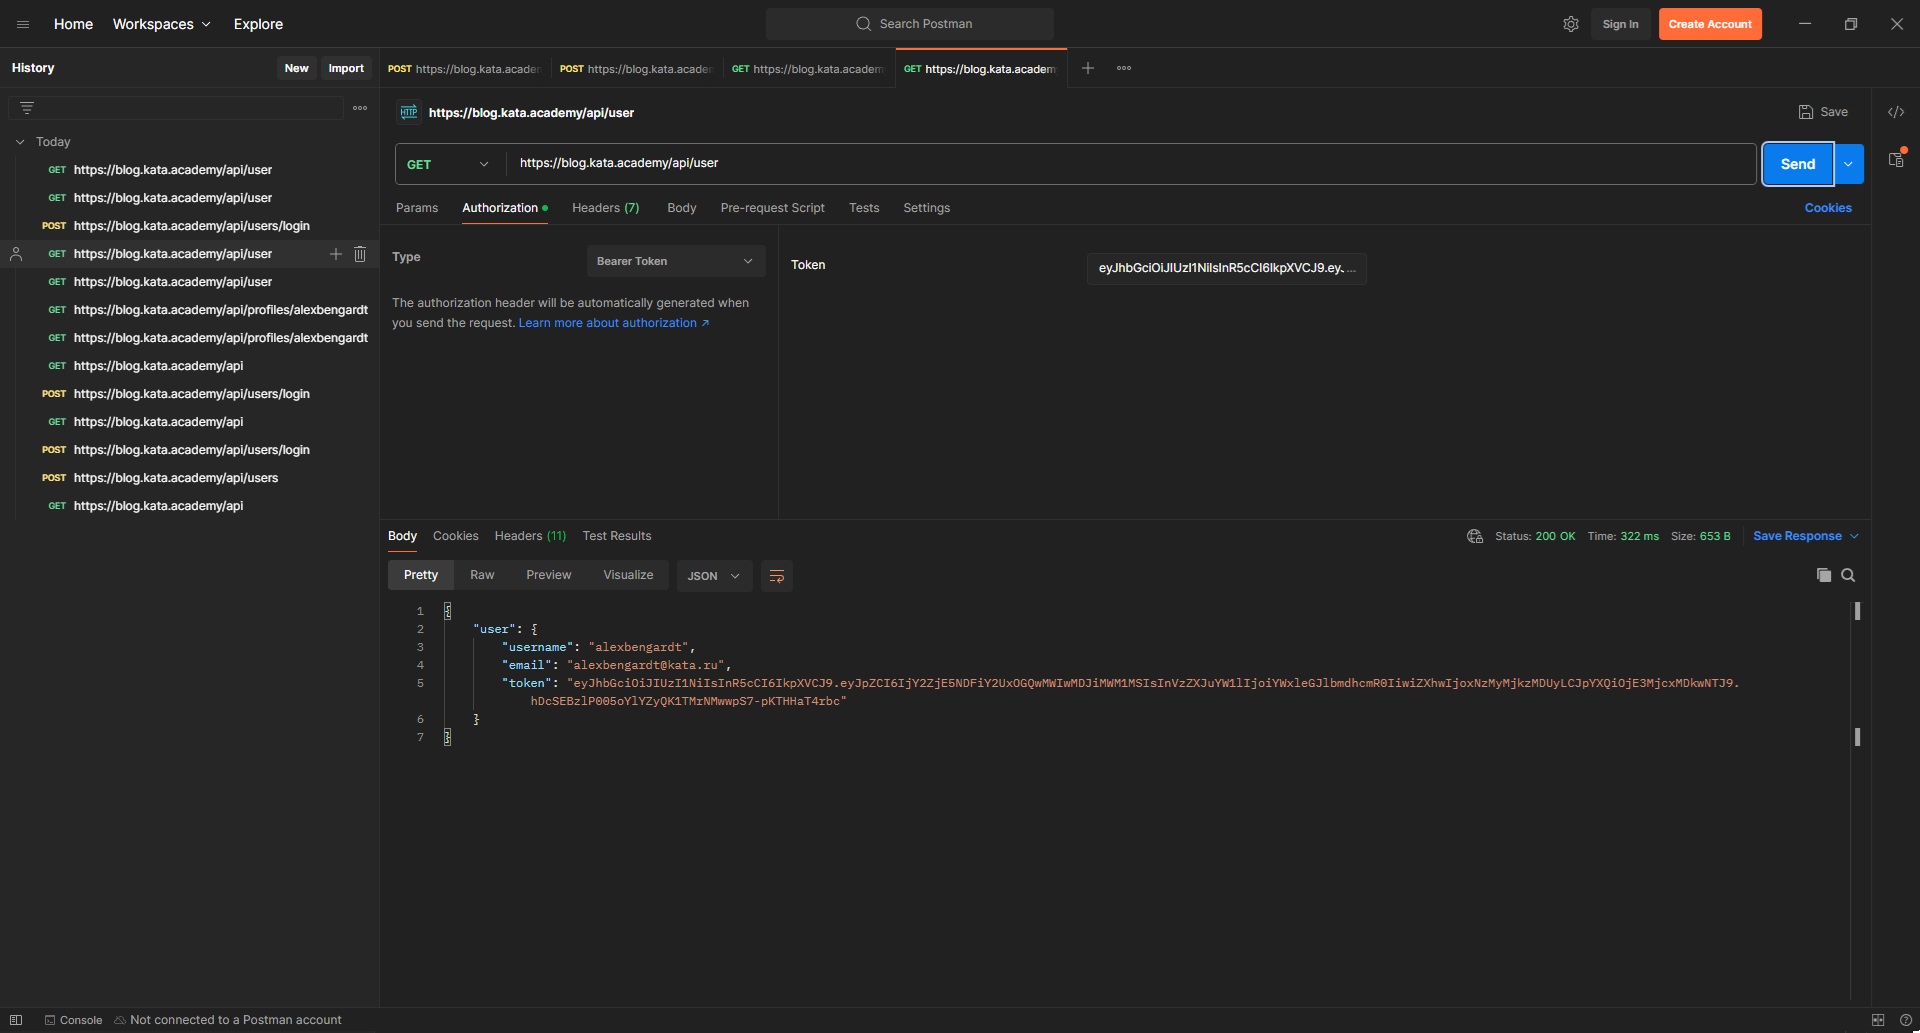 Home Workspaces Explore Search Postman Sign In Create Account
History New Import
POST https://blog.kata.academ POST https://blog.kata.academ GET https://blog.kata.academ GET https://blog.kata.academ
HTTP https://blog.kata.academy/api/user Save
GET https://blog.kata.academy/api/user Send
Params Authorization Headers (7) Body Pre-request Script Tests Settings Cookies
Today
GET https://blog.kata.academy/api/user
GET https://blog.kata.academy/api/user
POST https://blog.kata.academy/api/users/login
GET https://blog.kata.academy/api/user
GET https://blog.kata.academy/api/user
GET https://blog.kata.academy/api/profiles/alexbengardt
GET https://blog.kata.academy/api/profiles/alexbengardt
GET https://blog.kata.academy/api
POST https://blog.kata.academy/api/users/login
GET https://blog.kata.academy/api
POST https://blog.kata.academy/api/users/login
POST https://blog.kata.academy/api/users
GET https://blog.kata.academy/api
Type Bearer Token
The authorization header will be automatically generated when
you send the request. Learn more about authorization ↗
Token eyJhbGciOiJIUzI1NiIsInR5cCI6IkpXVCJ9.ey. ...
Body Cookies Headers (11) Test Results Status: 200 OK Time: 322 ms Size: 653 B Save Response
Pretty Raw Preview Visualize JSON
1 {
2 "user": {
3 "username": "alexbengardt",
4 "email": "alexbengardt@kata.ru",
5 "token": "eyJhbGciOiJIUzI1NiIsInR5cCI6IkpXVCJ9.eyJpZCI6IjY2ZjE5NDFiY2UxOGQwMWIwMDJiMWM1MSIsInVzZXJuYW1lIjoiYWxleGJlbmdhcmR0IiwiZXhwIjoxNzMyMjkzMDUyLCJpYXQiOjE3MjcxMDkwNTJ9.
hDcSEBzlP005oYlYZyQK1TMrNMwwpS7-pKTHHaT4rbc"
6 }
7 }
Console Not connected to a Postman account